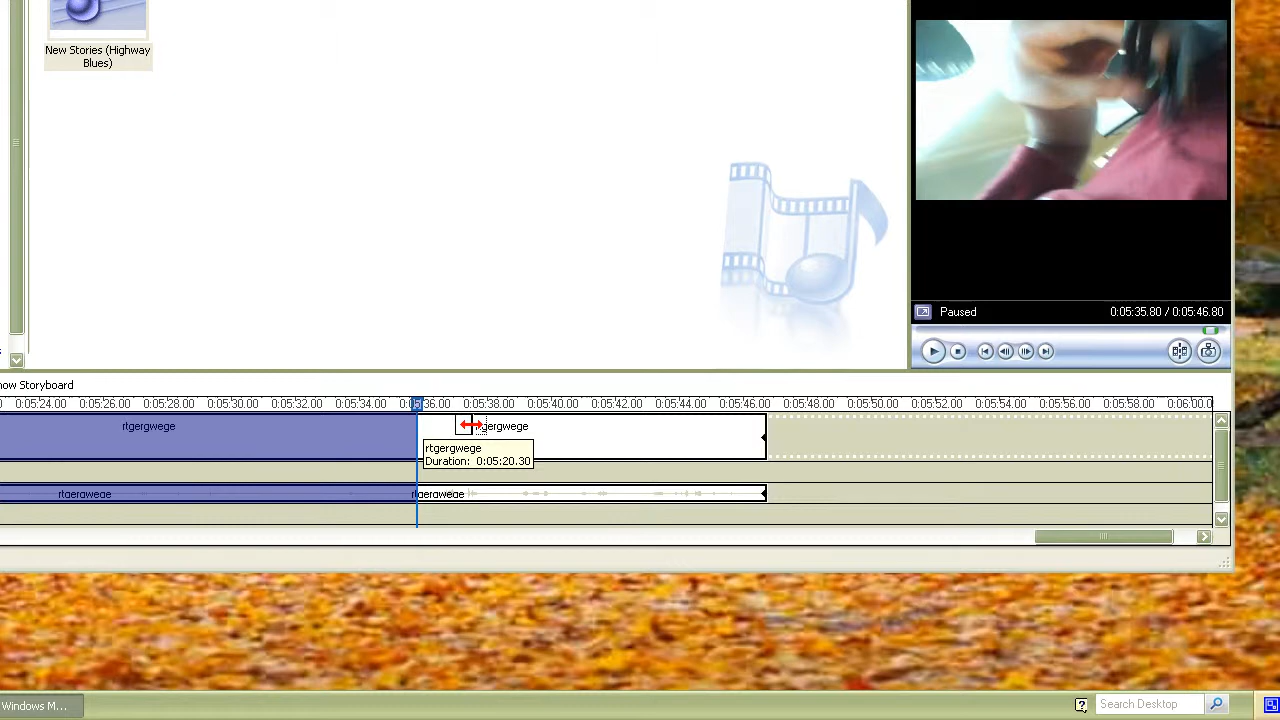 New Stories (Highway
Blues)
Paused
0:05:35.80 / 0:05:46.80
how Storyboard
0:05:24.00 0:05:26.00 0:05:28.00 0:05:30.00 0:05:32.00 0:05:34.00 0:05:36.00 0:05:38.00 0:05:40.00 0:05:42.00 0:05:44.00 0:05:46.00 0:05:48.00 0:05:50.00 0:05:52.00 0:05:54.00 0:05:56.00 0:05:58.00 0:06:00.0
rtgergwege
rtgergwege
rtgergwege
Duration: 0:05:20.30
rtgergwege
rtgergwege
Windows M...
Search Desktop